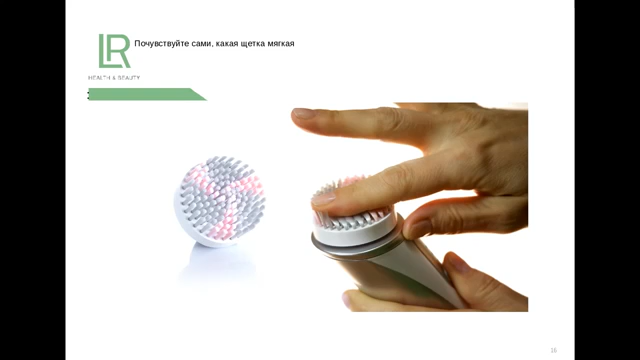 LR
Почувствуйте сами, какая щетка мягкая
HEALTH & BEAUTY
16